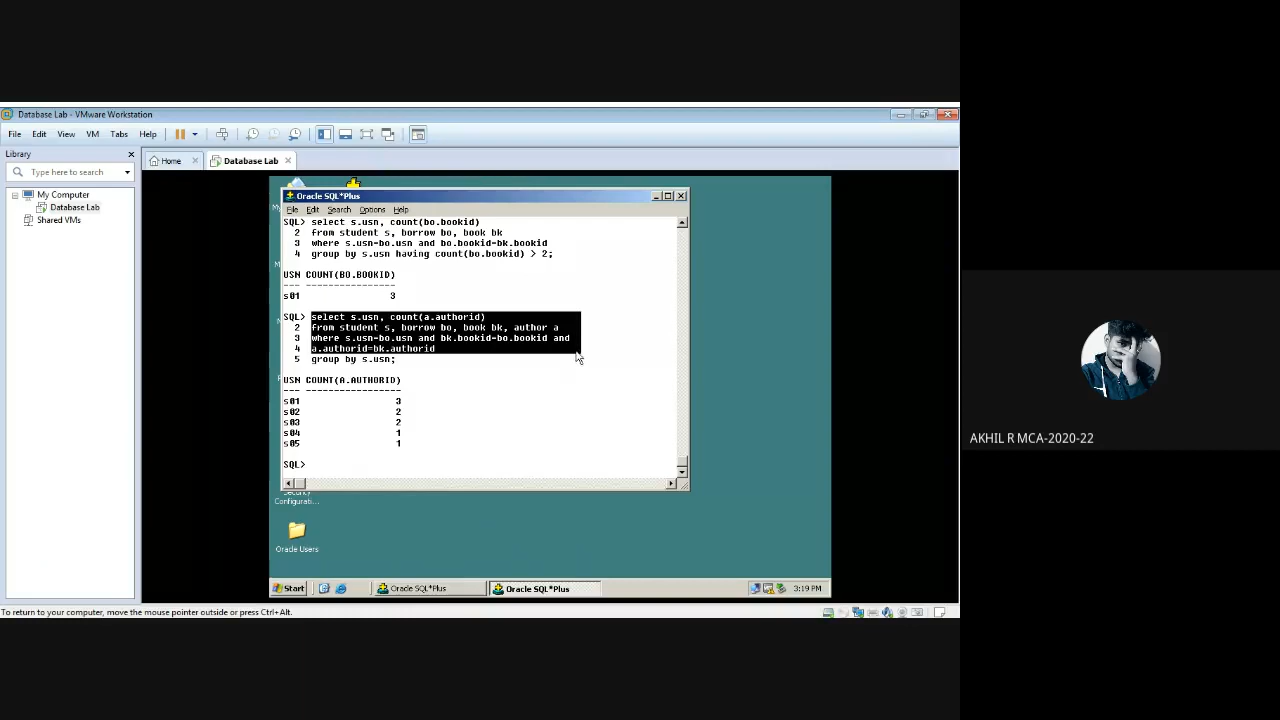 Database Lab - VMware Workstation
File Edit View VM Tabs Help
Library
Type here to search
My Computer
Database Lab
Shared VMs
Home
Database Lab
Oracle SQL*Plus
File Edit Search Options Help
SQL> select s.usn, count(bo.bookid)
2 from student s, borrow bo, book bk
3 where s.usn=bo.usn and bo.bookid=bk.bookid
4 group by s.usn having count(bo.bookid) > 2;
USN COUNT(BO.BOOKID)
--- ----------------
s01 3
SQL> select s.usn, count(a.authorid)
2 from student s, borrow bo, book bk, author a
3 where s.usn=bo.usn and bk.bookid=bo.bookid and
4 a.authorid=bk.authorid
5 group by s.usn;
USN COUNT(A.AUTHORID)
--- -----------------
s01 3
s02 2
s03 2
s04 1
s05 1
SQL>
Security
Configurati...
Oracle Users
Start
Oracle SQL*Plus
Oracle SQL*Plus
3:19 PM
To return to your computer, move the mouse pointer outside or press Ctrl+Alt.
AKHIL R MCA-2020-22